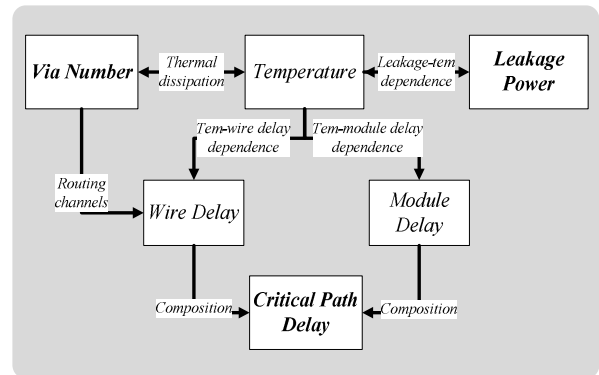 Via Number
Thermal
dissipation
Temperature
Leakage-tem
dependence
Leakage
Power
Tem-wire delay
dependence
Tem-module delay
dependence
Routing
channels
Wire Delay
Module
Delay
Composition
Critical Path
Delay
Composition